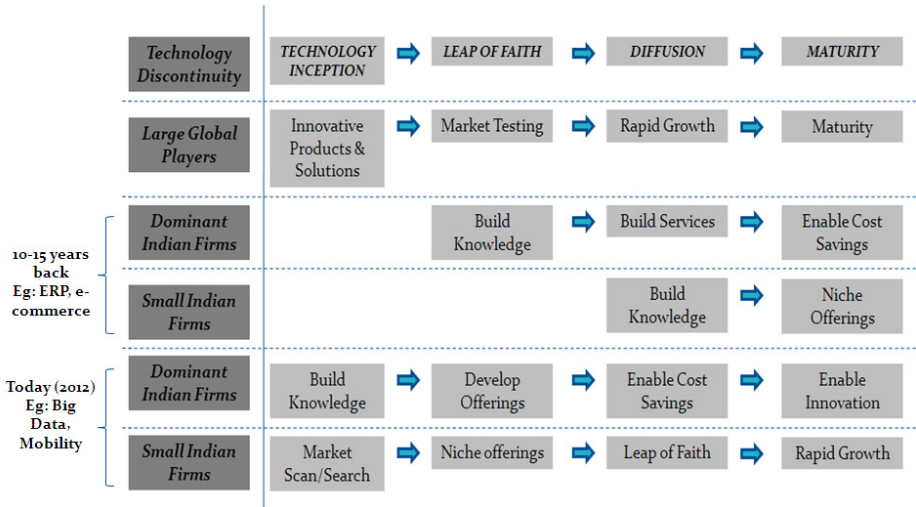 Technology
Discontinuity
TECHNOLOGY
INCEPTION
LEAP OF FAITH
DIFFUSION
MATURITY
Large Global
Players
Innovative
Products &
Solutions
Market Testing
Rapid Growth
Maturity
10-15 years
back
Eg: ERP, e-
commerce
Dominant
Indian Firms
Build
Knowledge
Build Services
Enable Cost
Savings
Small Indian
Firms
Build
Knowledge
Niche
Offerings
Today (2012)
Eg: Big
Data,
Mobility
Dominant
Indian Firms
Build
Knowledge
Develop
Offerings
Enable Cost
Savings
Enable
Innovation
Small Indian
Firms
Market
Scan/Search
Niche offerings
Leap of Faith
Rapid Growth